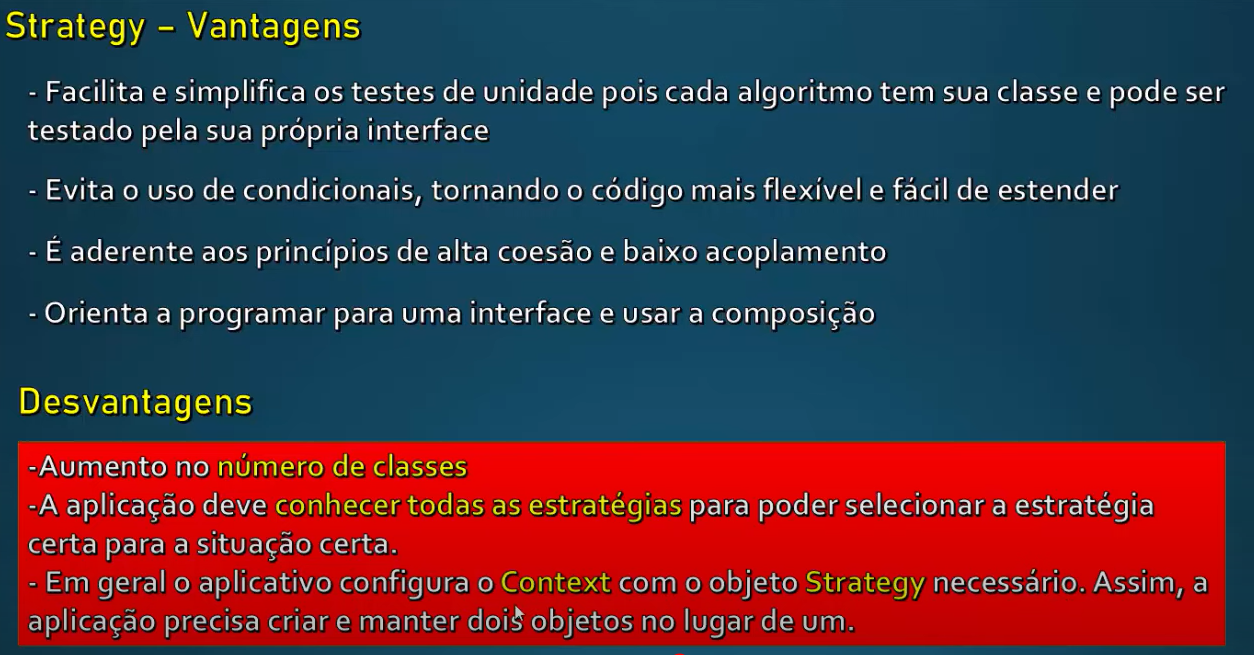 Strategy – Vantagens
- Facilita e simplifica os testes de unidade pois cada algoritmo tem sua classe e pode ser
testado pela sua própria interface
- Evita o uso de condicionais, tornando o código mais flexível e fácil de estender
- É aderente aos princípios de alta coesão e baixo acoplamento
- Orienta a programar para uma interface e usar a composição
Desvantagens
-Aumento no número de classes
-A aplicação deve conhecer todas as estratégias para poder selecionar a estratégia
certa para a situação certa.
- Em geral o aplicativo configura o Context com o objeto Strategy necessário. Assim, a
aplicação precisa criar e manter dois objetos no lugar de um.